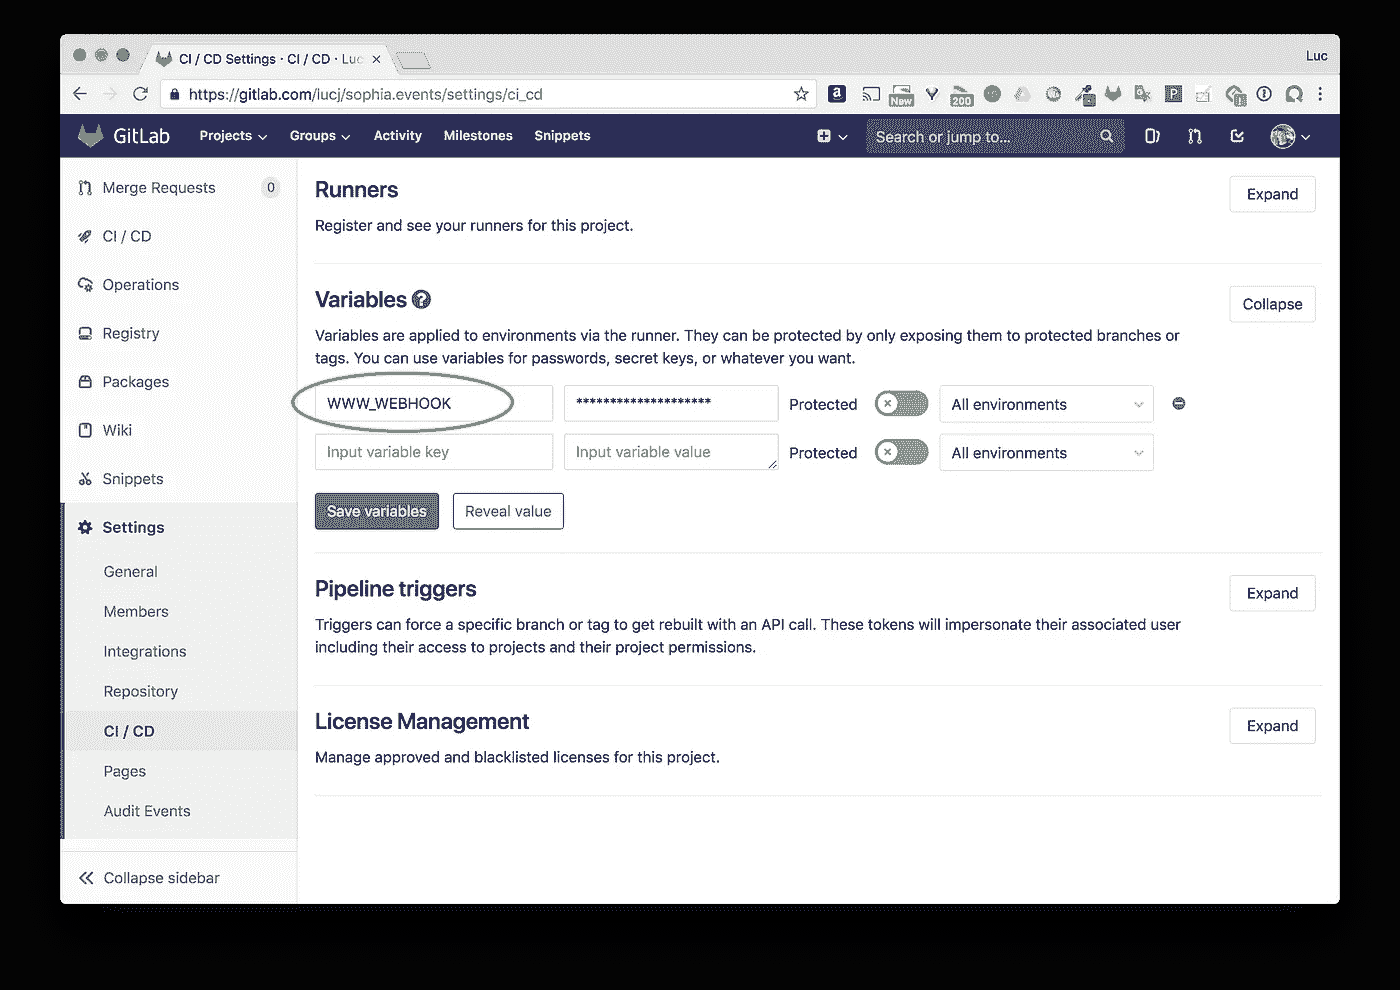 CI / CD Settings · CI / CD · Luc
Luc
https://gitlab.com/lucj/sophia.events/settings/ci_cd
a
New
200
P
GitLab
Projects
Groups
Activity
Milestones
Snippets
Search or jump to...
Merge Requests
0
CI / CD
Operations
Registry
Packages
Wiki
Snippets
Settings
General
Members
Integrations
Repository
CI / CD
Pages
Audit Events
Collapse sidebar
Runners
Expand
Register and see your runners for this project.
Variables
Collapse
Variables are applied to environments via the runner. They can be protected by only exposing them to protected branches or
tags. You can use variables for passwords, secret keys, or whatever you want.
WWW_WEBHOOK
********************
Protected
All environments
Input variable key
Input variable value
Protected
All environments
Save variables
Reveal value
Pipeline triggers
Expand
Triggers can force a specific branch or tag to get rebuilt with an API call. These tokens will impersonate their associated user
including their access to projects and their project permissions.
License Management
Expand
Manage approved and blacklisted licenses for this project.